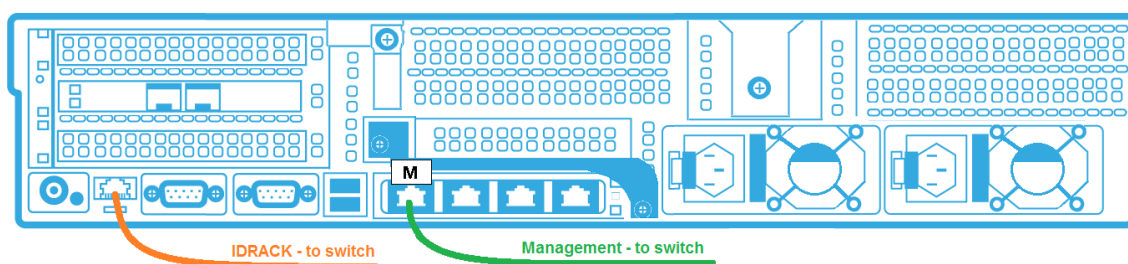 M
IDRACK - to switch
Management - to switch